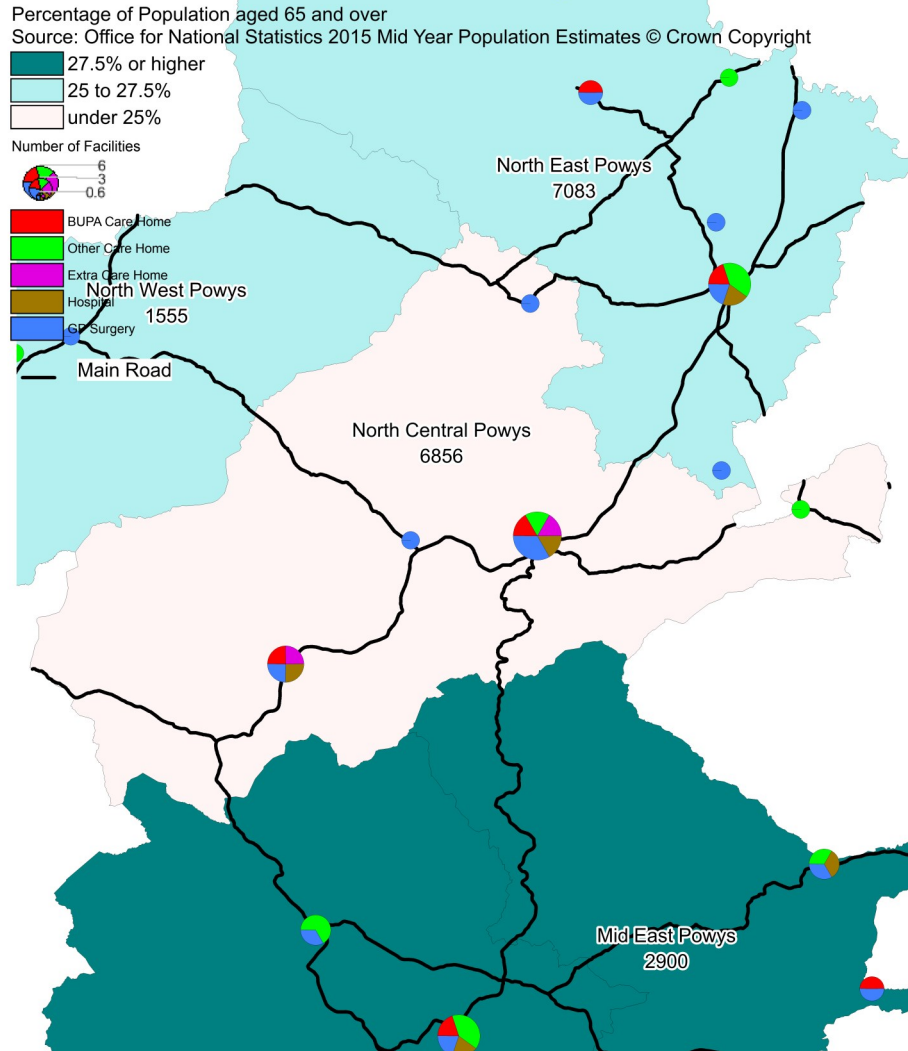 Percentage of Population aged 65 and over
Source: Office for National Statistics 2015 Mid Year Population Estimates © Crown Copyright
27.5% or higher
25 to 27.5%
under 25%
Number of Facilities
6
3
0.6
BUPA Care Home
Other Care Home
Extra Care Home
Hospital
GP Surgery
Main Road
North East Powys
7083
North West Powys
1555
North Central Powys
6856
Mid East Powys
2900